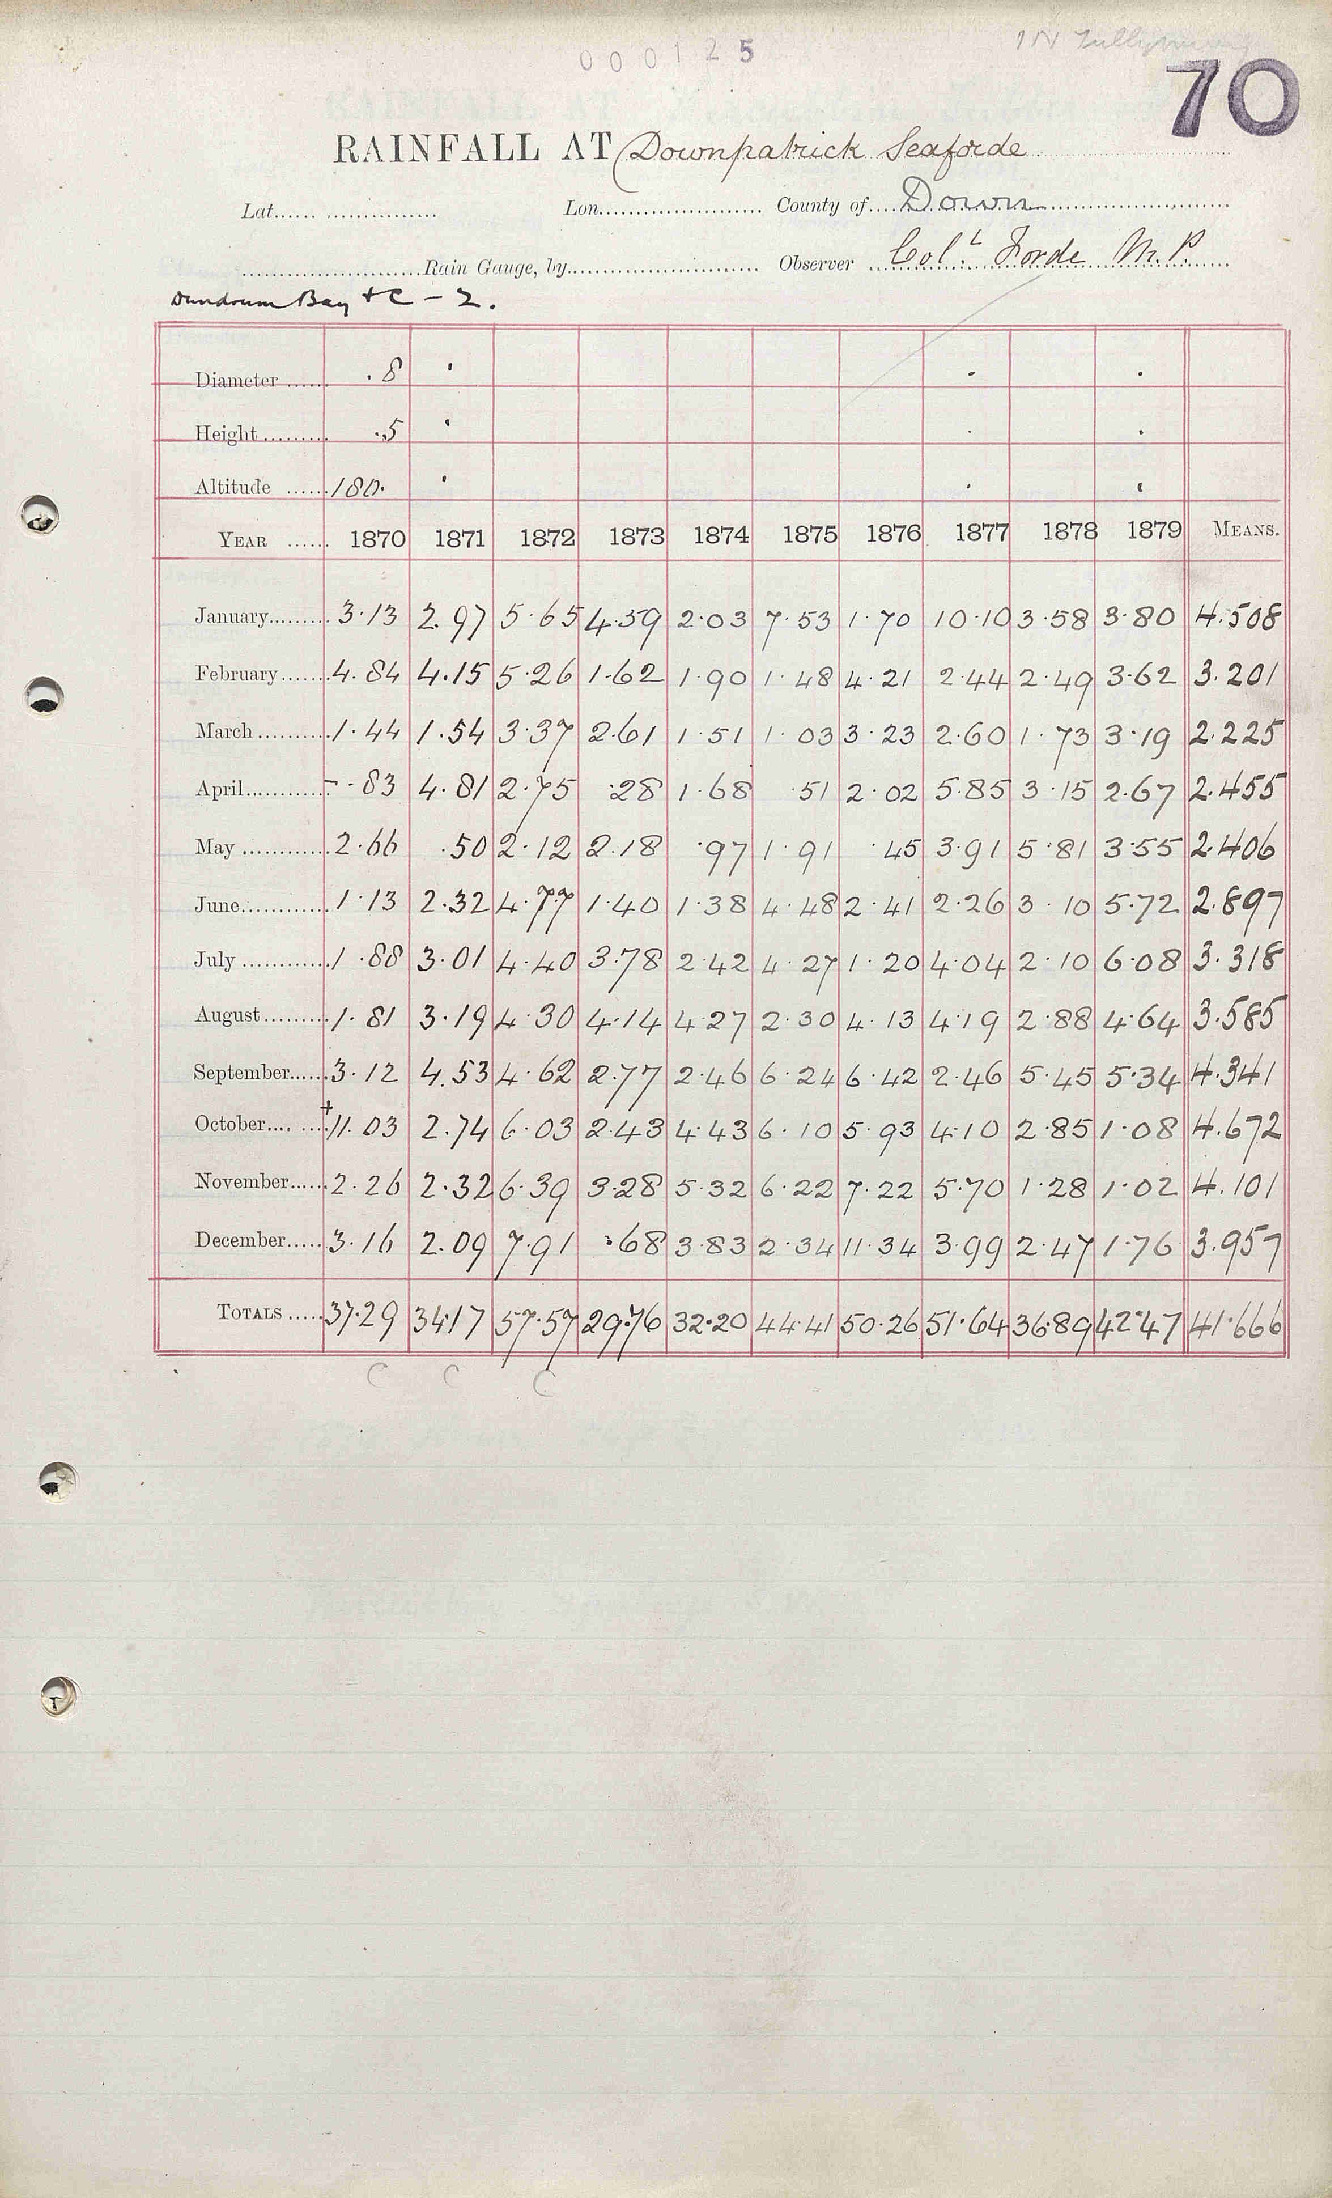 000125
70
RAINFALL AT Downpatrick Seaforde
Lat. Lon. County of Down
Rain Gauge, by Observer Col.^L Forde M.P.
Dundrum Bay + C – 2.
Diameter .8 · · ·
Height .5 · · ·
Altitude 180. · · ·
YEAR 1870 1871 1872 1873 1874 1875 1876 1877 1878 1879 MEANS.
January 3.13 2.97 5.65 4.59 2.03 7.53 1.70 10.10 3.58 3.80 4.508
February 4.84 4.15 5.26 1.62 1.90 1.48 4.21 2.44 2.49 3.62 3.201
March 1.44 1.54 3.37 2.61 1.51 1.03 3.23 2.60 1.73 3.19 2.225
April - .83 4.81 2.75 .28 1.68 .51 2.02 5.85 3.15 2.67 2.455
May 2.66 .50 2.12 2.18 .97 1.91 .45 3.91 5.81 3.55 2.406
June 1.13 2.32 4.77 1.40 1.38 4.48 2.41 2.26 3.10 5.72 2.897
July 1.88 3.01 4.40 3.78 2.42 4.27 1.20 4.04 2.10 6.08 3.318
August 1.81 3.19 4.30 4.14 4.27 2.30 4.13 4.19 2.88 4.64 3.585
September 3.12 4.53 4.62 2.77 2.46 6.24 6.42 2.46 5.45 5.34 4.341
October + 11.03 2.74 6.03 2.43 4.43 6.10 5.93 4.10 2.85 1.08 4.672
November 2.26 2.32 6.39 3.28 5.32 6.22 7.22 5.70 1.28 1.02 4.101
December 3.16 2.09 7.91 .68 3.83 2.34 11.34 3.99 2.47 1.76 3.957
TOTALS 37.29 34.17 57.57 29.76 32.20 44.41 50.26 51.64 36.89 42.47 41.666
C C C